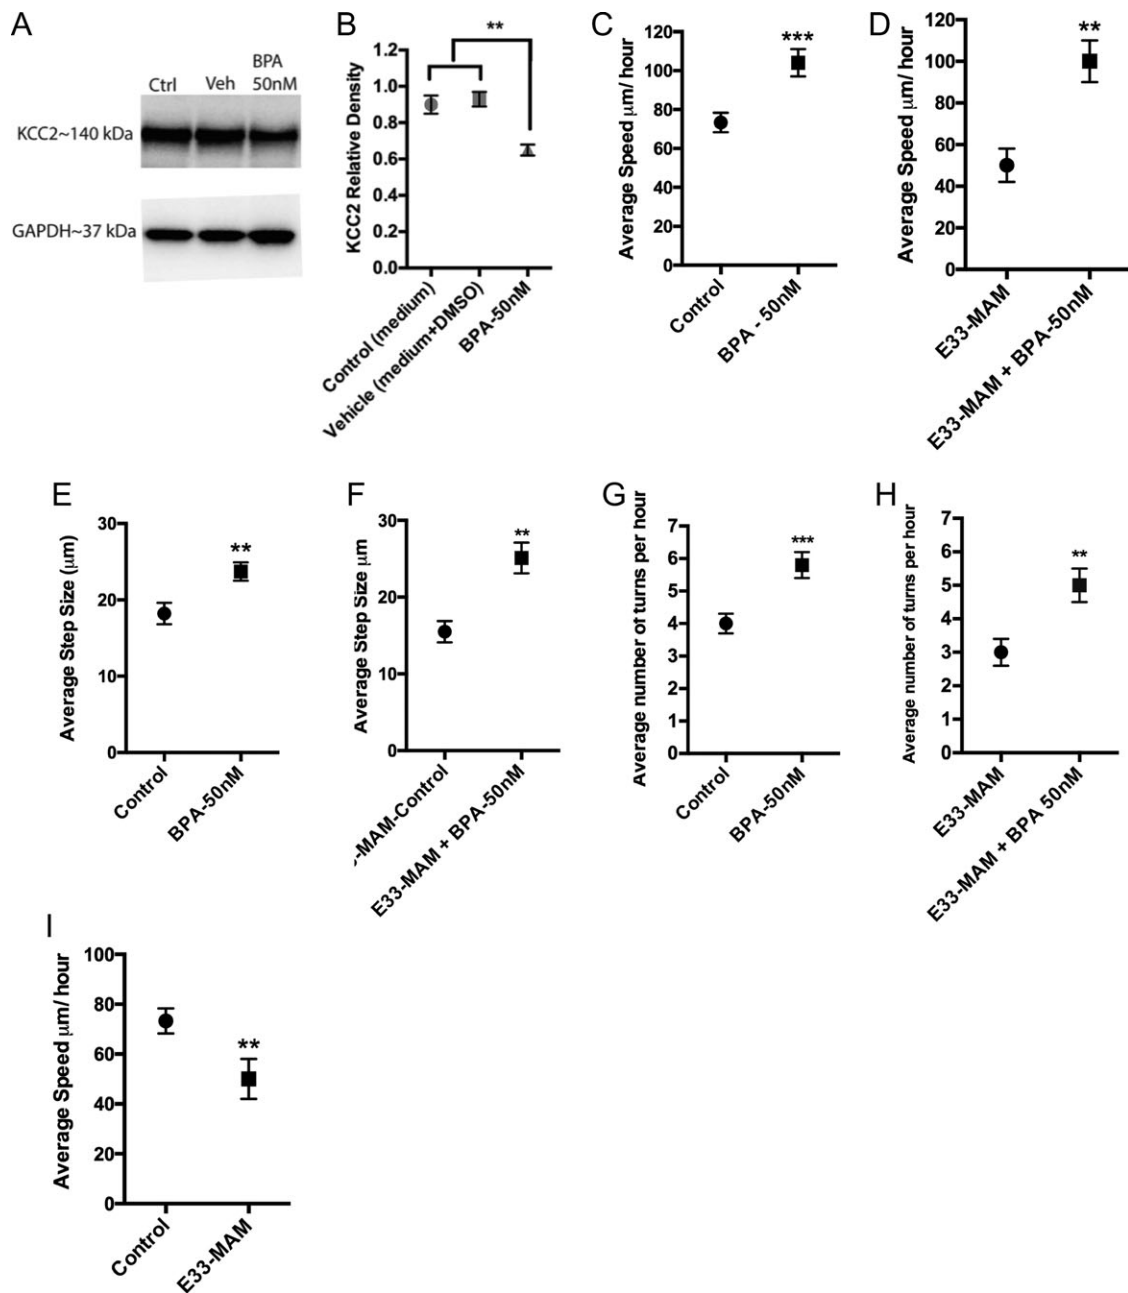 A
Ctrl
Veh
BPA
50nM
KCC2~140 kDa
GAPDH~37 kDa
B
**
KCC2 Relative Density
1.2
1.0
0.8
0.6
0.4
0.2
0.0
Control (medium)
Vehicle (medium+DMSO)
BPA-50nM
C
***
Average Speed μm/ hour
120
100
80
60
40
20
0
Control
BPA - 50nM
D
**
Average Speed μm/ hour
120
100
80
60
40
20
0
E33-MAM
E33-MAM + BPA-50nM
E
**
Average Step Size (μm)
30
20
10
0
Control
BPA-50nM
F
**
Average Step Size μm
30
20
10
0
-MAM-Control
E33-MAM + BPA-50nM
G
***
Average number of turns per hour
7
6
5
4
3
2
1
0
Control
BPA-50nM
H
**
Average number of turns per hour
7
6
5
4
3
2
1
0
E33-MAM
E33-MAM + BPA 50nM
I
**
Average Speed μm/ hour
100
80
60
40
20
0
Control
E33-MAM